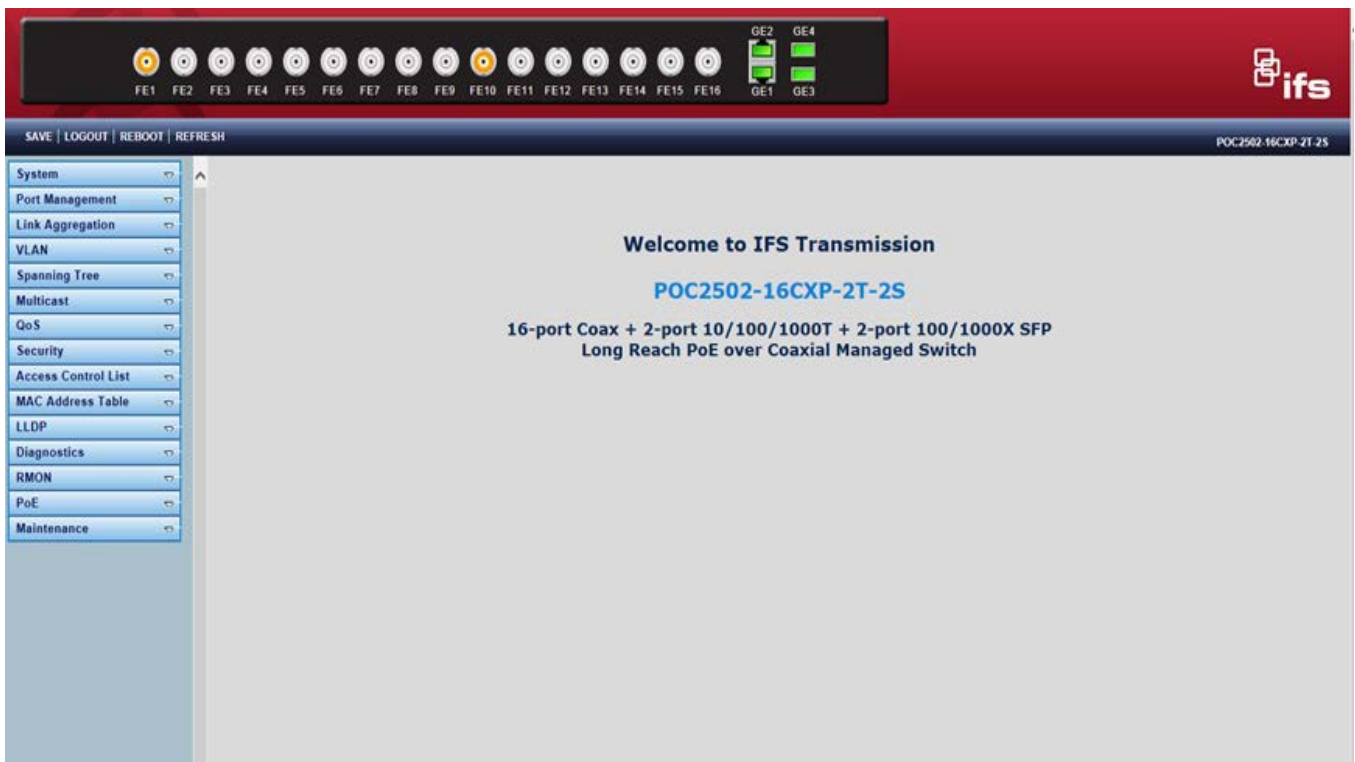 GE2 GE4
FE1 FE2 FE3 FE4 FE5 FE6 FE7 FE8 FE9 FE10 FE11 FE12 FE13 FE14 FE15 FE16 GE1 GE3
ifs
SAVE | LOGOUT | REBOOT | REFRESH
POC2502-16CXP-2T-2S
System
Port Management
Link Aggregation
VLAN
Spanning Tree
Multicast
QoS
Security
Access Control List
MAC Address Table
LLDP
Diagnostics
RMON
PoE
Maintenance
Welcome to IFS Transmission
POC2502-16CXP-2T-2S
16-port Coax + 2-port 10/100/1000T + 2-port 100/1000X SFP
Long Reach PoE over Coaxial Managed Switch